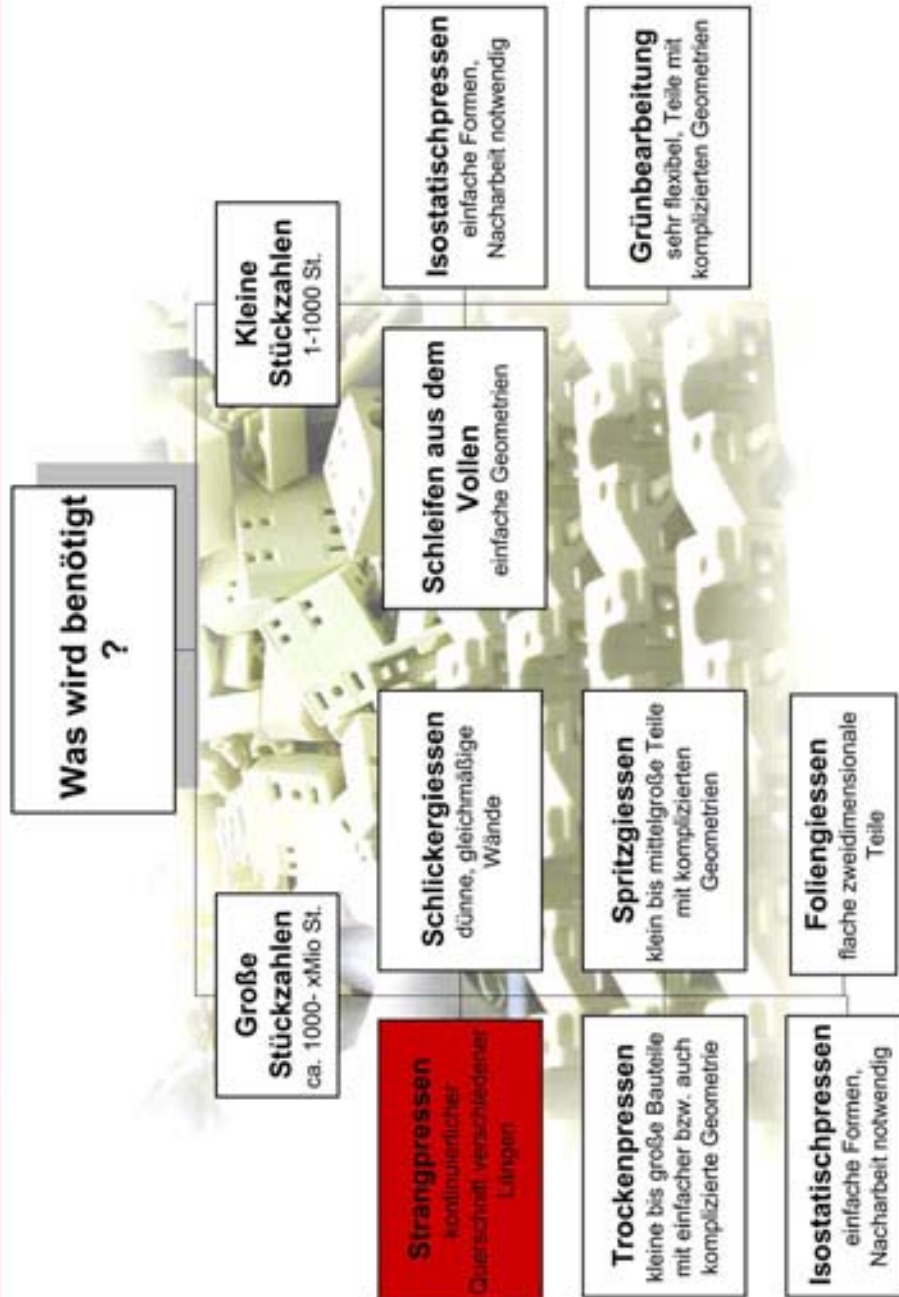 Was wird benötigt
?
Große
Stückzahlen
ca. 1000- xMio St.
Kleine
Stückzahlen
1-1000 St.
Strangpressen
kontinuierlicher
Querschnitt verschiedener
Längen
Schlickergiessen
dünne, gleichmäßige
Wände
Schleifen aus dem
Vollen
einfache Geometrien
Isostatischpressen
einfache Formen,
Nacharbeit notwendig
Trockenpressen
kleine bis große Bauteile
mit einfacher bzw. auch
komplizierte Geometrie
Spritzgiessen
klein bis mittelgroße Teile
mit komplizierten
Geometrien
Grünbearbeitung
sehr flexibel, Teile mit
komplizierten Geometrien
Isostatischpressen
einfache Formen,
Nacharbeit notwendig
Foliengiessen
flache zweidimensionale
Teile